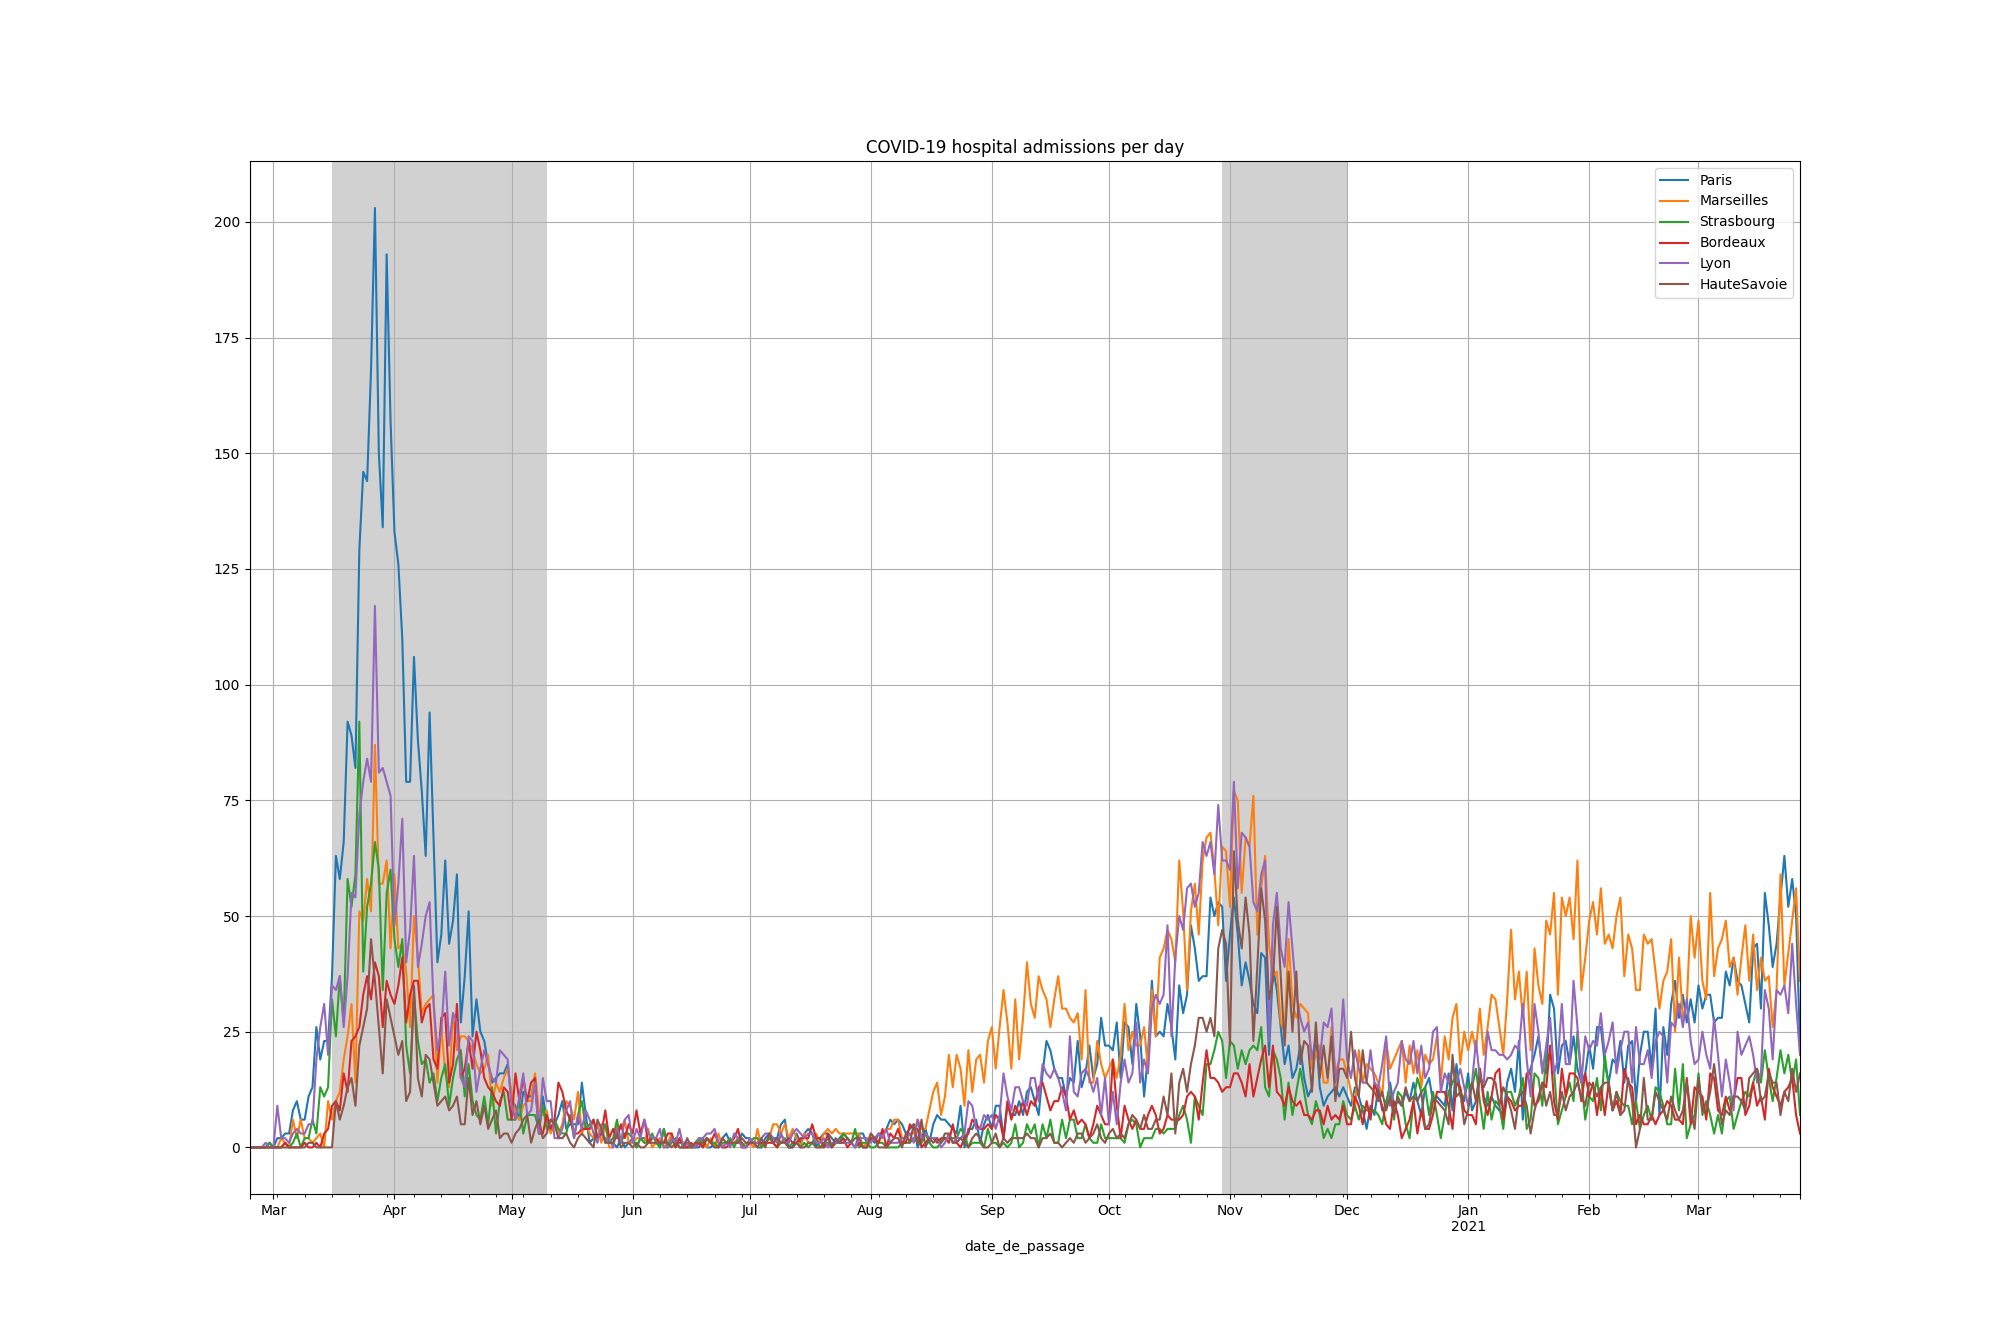 COVID-19 hospital admissions per day
Paris
Marseilles
Strasbourg
Bordeaux
Lyon
HauteSavoie
200
175
150
125
100
75
50
25
0
Mar Apr May Jun Jul Aug Sep Oct Nov Dec Jan Feb Mar
2021
date_de_passage